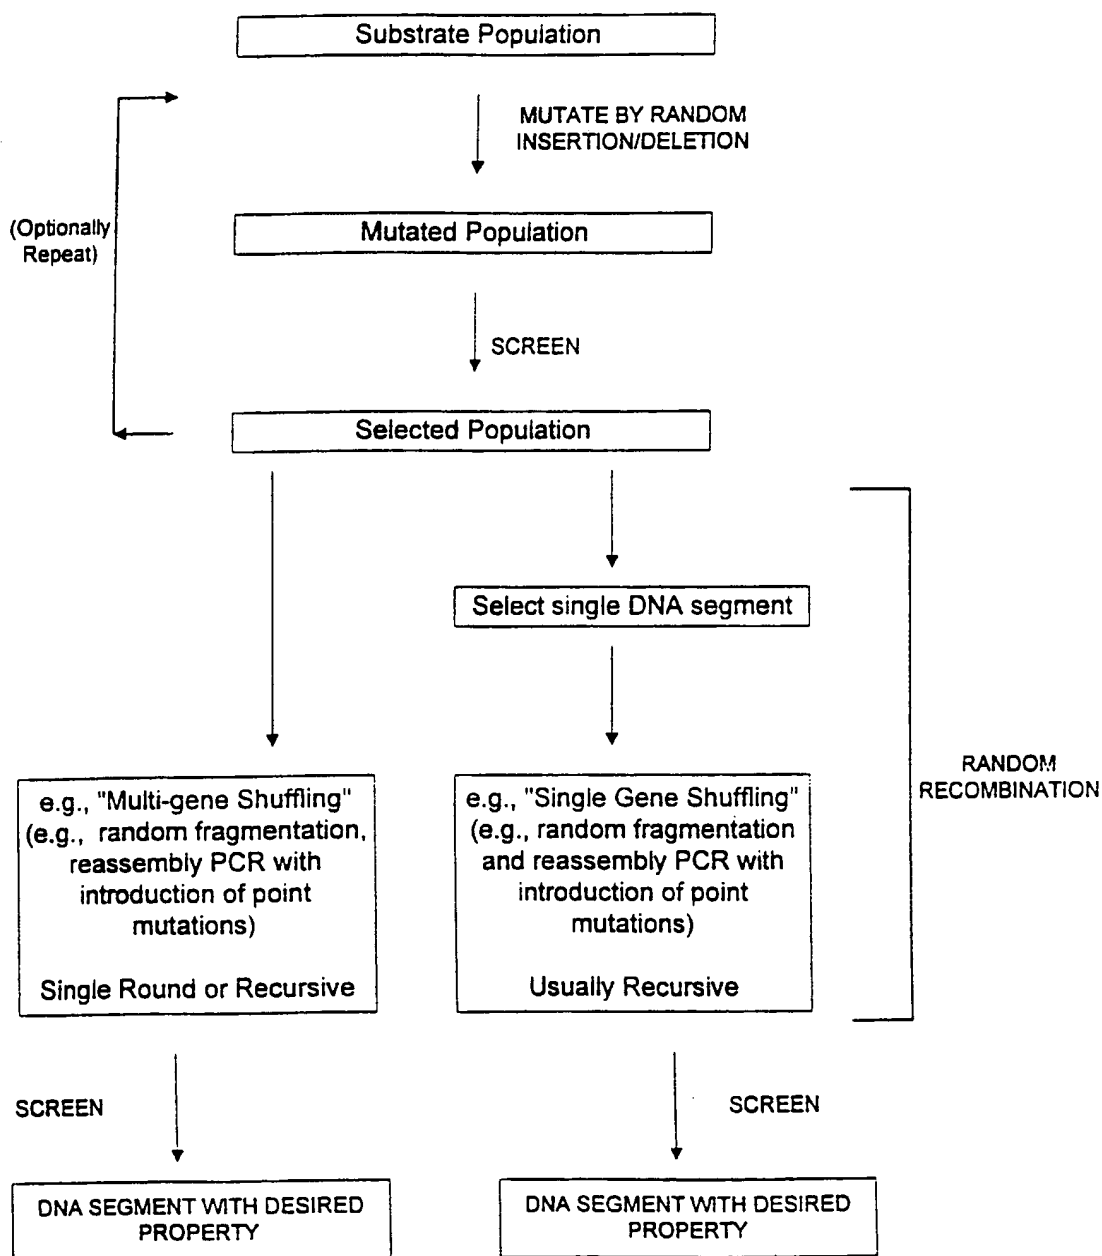 Substrate Population
MUTATE BY RANDOM
INSERTION/DELETION
(Optionally
Repeat)
Mutated Population
SCREEN
Selected Population
Select single DNA segment
e.g., "Multi-gene Shuffling"
(e.g., random fragmentation,
reassembly PCR with
introduction of point
mutations)
Single Round or Recursive
e.g., "Single Gene Shuffling"
(e.g., random fragmentation
and reassembly PCR with
introduction of point
mutations)
Usually Recursive
RANDOM
RECOMBINATION
SCREEN
SCREEN
DNA SEGMENT WITH DESIRED
PROPERTY
DNA SEGMENT WITH DESIRED
PROPERTY